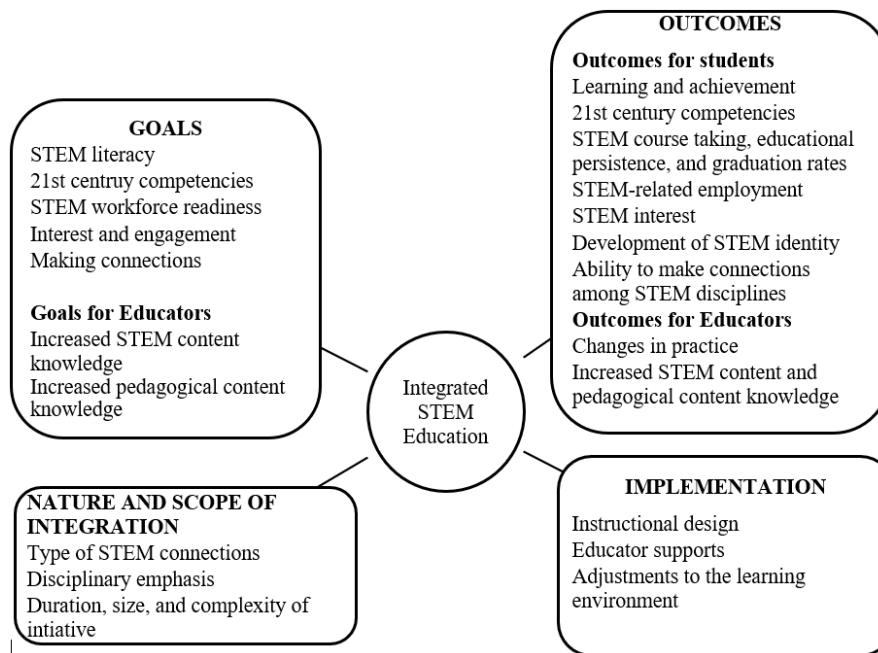 GOALS
STEM literacy
21st centruy competencies
STEM workforce readiness
Interest and engagement
Making connections
Goals for Educators
Increased STEM content
knowledge
Increased pedagogical content
knowledge
OUTCOMES
Outcomes for students
Learning and achievement
21st century competencies
STEM course taking, educational
persistence, and graduation rates
STEM-related employment
STEM interest
Development of STEM identity
Ability to make connections
among STEM disciplines
Outcomes for Educators
Changes in practice
Increased STEM content and
pedagogical content knowledge
Integrated
STEM
Education
NATURE AND SCOPE OF
INTEGRATION
Type of STEM connections
Disciplinary emphasis
Duration, size, and complexity of
intiative
IMPLEMENTATION
Instructional design
Educator supports
Adjustments to the learning
environment